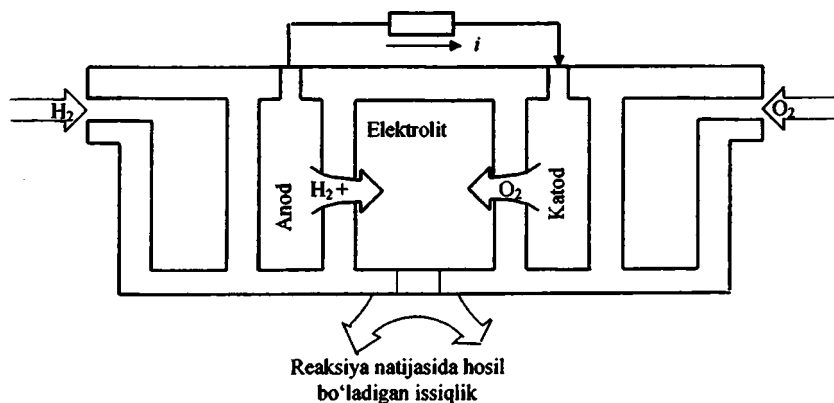 i
H₂
O₂
Elektrolit
Anod
H₂+
O₂
Katod
Reaksiya natijasida hosil
bo‘ladigan issiqlik